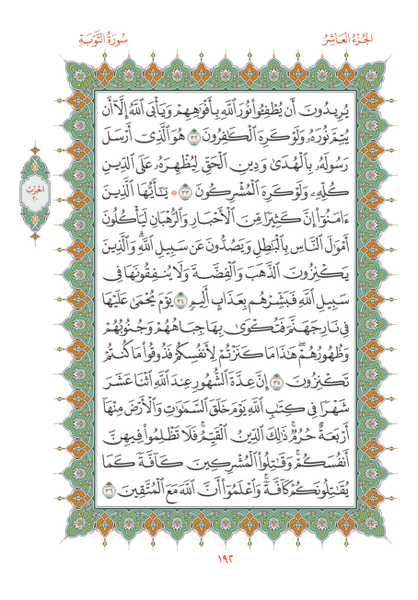 الجُزْءُ العَاشِرُ
سُورَةُ التَّوْبَةِ
يُرِيدُونَ أَن يُطْفِـُٔوا۟ نُورَ ٱللَّهِ بِأَفْوَٰهِهِمْ وَيَأْبَى ٱللَّهُ إِلَّآ أَن
يُتِمَّ نُورَهُۥ وَلَوْ كَرِهَ ٱلْكَٰفِرُونَ ٣٢ هُوَ ٱلَّذِىٓ أَرْسَلَ
رَسُولَهُۥ بِٱلْهُدَىٰ وَدِينِ ٱلْحَقِّ لِيُظْهِرَهُۥ عَلَى ٱلدِّينِ
كُلِّهِۦ وَلَوْ كَرِهَ ٱلْمُشْرِكُونَ ٣٣ ۞ يَٰٓأَيُّهَا ٱلَّذِينَ
ءَامَنُوٓا۟ إِنَّ كَثِيرًا مِّنَ ٱلْأَحْبَارِ وَٱلرُّهْبَانِ لَيَأْكُلُونَ
أَمْوَٰلَ ٱلنَّاسِ بِٱلْبَٰطِلِ وَيَصُدُّونَ عَن سَبِيلِ ٱللَّهِ ۗ وَٱلَّذِينَ
يَكْنِزُونَ ٱلذَّهَبَ وَٱلْفِضَّةَ وَلَا يُنفِقُونَهَا فِى
سَبِيلِ ٱللَّهِ فَبَشِّرْهُم بِعَذَابٍ أَلِيمٍ ٣٤ يَوْمَ يُحْمَىٰ عَلَيْهَا
فِى نَارِ جَهَنَّمَ فَتُكْوَىٰ بِهَا جِبَاهُهُمْ وَجُنُوبُهُمْ
وَظُهُورُهُمْ ۖ هَٰذَا مَا كَنَزْتُمْ لِأَنفُسِكُمْ فَذُوقُوا۟ مَا كُنتُمْ
تَكْنِزُونَ ٣٥ إِنَّ عِدَّةَ ٱلشُّهُورِ عِندَ ٱللَّهِ ٱثْنَا عَشَرَ
شَهْرًا فِى كِتَٰبِ ٱللَّهِ يَوْمَ خَلَقَ ٱلسَّمَٰوَٰتِ وَٱلْأَرْضَ مِنْهَآ
أَرْبَعَةٌ حُرُمٌ ۚ ذَٰلِكَ ٱلدِّينُ ٱلْقَيِّمُ ۚ فَلَا تَظْلِمُوا۟ فِيهِنَّ
أَنفُسَكُمْ ۚ وَقَٰتِلُوا۟ ٱلْمُشْرِكِينَ كَآفَّةً كَمَا
يُقَٰتِلُونَكُمْ كَآفَّةً ۚ وَٱعْلَمُوٓا۟ أَنَّ ٱللَّهَ مَعَ ٱلْمُتَّقِينَ ٣٦
الحِزْبُ
٢٠
١٩٢